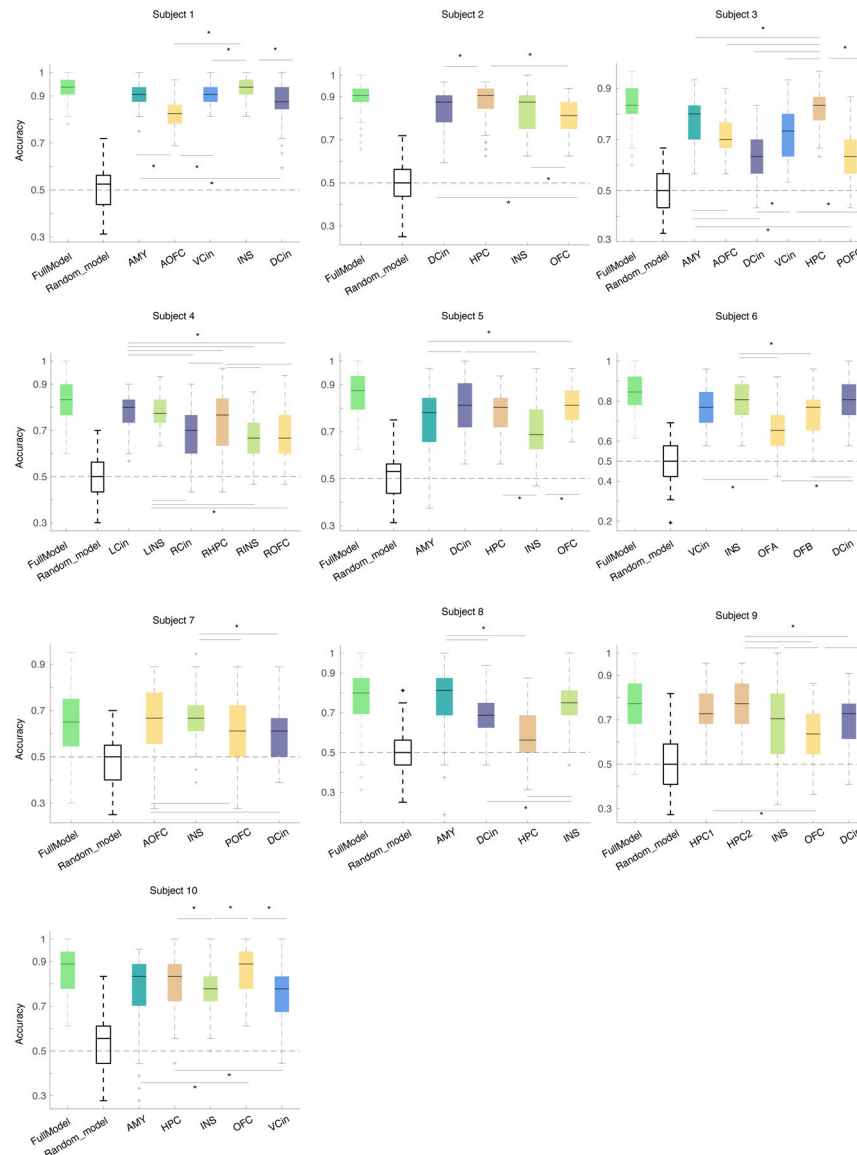 Subject 1
*
* *
1
0.9
0.7
0.5
0.3
Accuracy
* *
*
FullModel
Random_model
AMY
AOFC
VCin
INS
DCin
Subject 2
* *
1
0.9
0.7
0.5
0.3
Accuracy
*
*
FullModel
Random_model
DCin
HPC
INS
OFC
Subject 3
*
*
1
0.9
0.7
0.5
0.3
Accuracy
* *
*
FullModel
Random_model
AMY
AOFC
DCin
VCin
HPC
POFC
Subject 4
*
1
0.9
0.7
0.5
0.3
Accuracy
*
FullModel
Random_model
LCin
LINS
RCin
RHPC
RINS
ROFC
Subject 5
*
1
0.9
0.7
0.5
0.3
Accuracy
* *
FullModel
Random_model
AMY
DCin
HPC
INS
OFC
Subject 6
*
1
0.8
0.6
0.5
0.4
0.2
Accuracy
* *
FullModel
Random_model
VCin
INS
OFA
OFB
DCin
Subject 7
*
0.9
0.7
0.5
0.3
Accuracy
FullModel
Random_model
AOFC
INS
POFC
DCin
Subject 8
*
1
0.9
0.7
0.5
0.3
Accuracy
*
FullModel
Random_model
AMY
DCin
HPC
INS
Subject 9
*
1
0.9
0.7
0.5
0.3
Accuracy
*
FullModel
Random_model
HPC1
HPC2
INS
OFC
DCin
Subject 10
* * *
1
0.9
0.7
0.5
0.3
Accuracy
*
*
FullModel
Random_model
AMY
HPC
INS
OFC
VCin